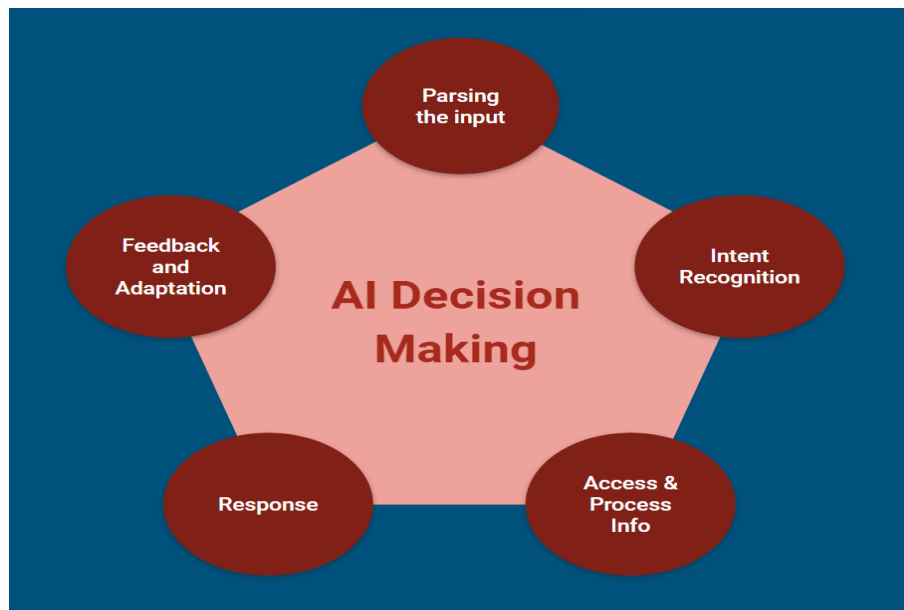 Parsing
the input
Feedback
and
Adaptation
Intent
Recognition
AI Decision
Making
Response
Access &
Process
Info